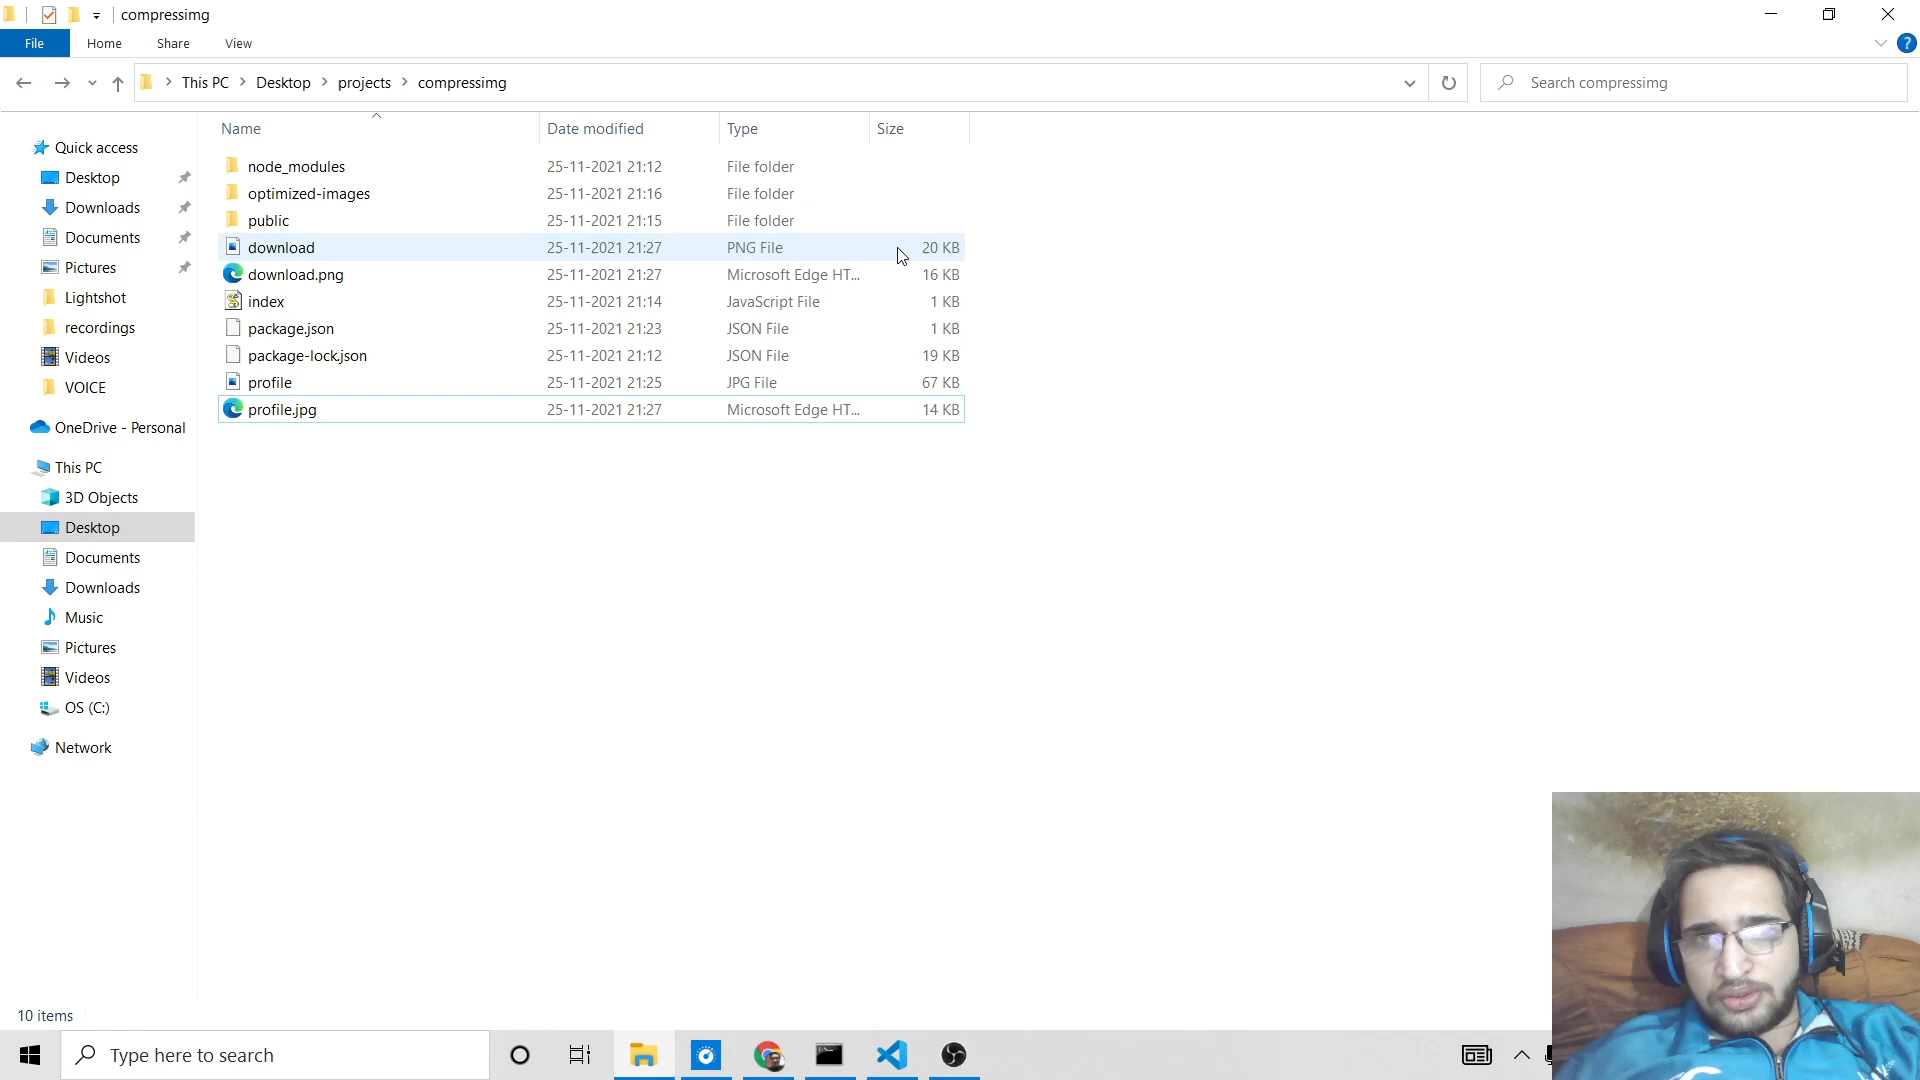 compressimg
File Home Share View
This PC Desktop projects compressimg
Search compressimg
Name Date modified Type Size
Quick access
Desktop
Downloads
Documents
Pictures
Lightshot
recordings
Videos
VOICE
OneDrive - Personal
This PC
3D Objects
Desktop
Documents
Downloads
Music
Pictures
Videos
OS (C:)
Network
node_modules 25-11-2021 21:12 File folder
optimized-images 25-11-2021 21:16 File folder
public 25-11-2021 21:15 File folder
download 25-11-2021 21:27 PNG File 20 KB
download.png 25-11-2021 21:27 Microsoft Edge HT... 16 KB
index 25-11-2021 21:14 JavaScript File 1 KB
package.json 25-11-2021 21:23 JSON File 1 KB
package-lock.json 25-11-2021 21:12 JSON File 19 KB
profile 25-11-2021 21:25 JPG File 67 KB
profile.jpg 25-11-2021 21:27 Microsoft Edge HT... 14 KB
10 items
Type here to search